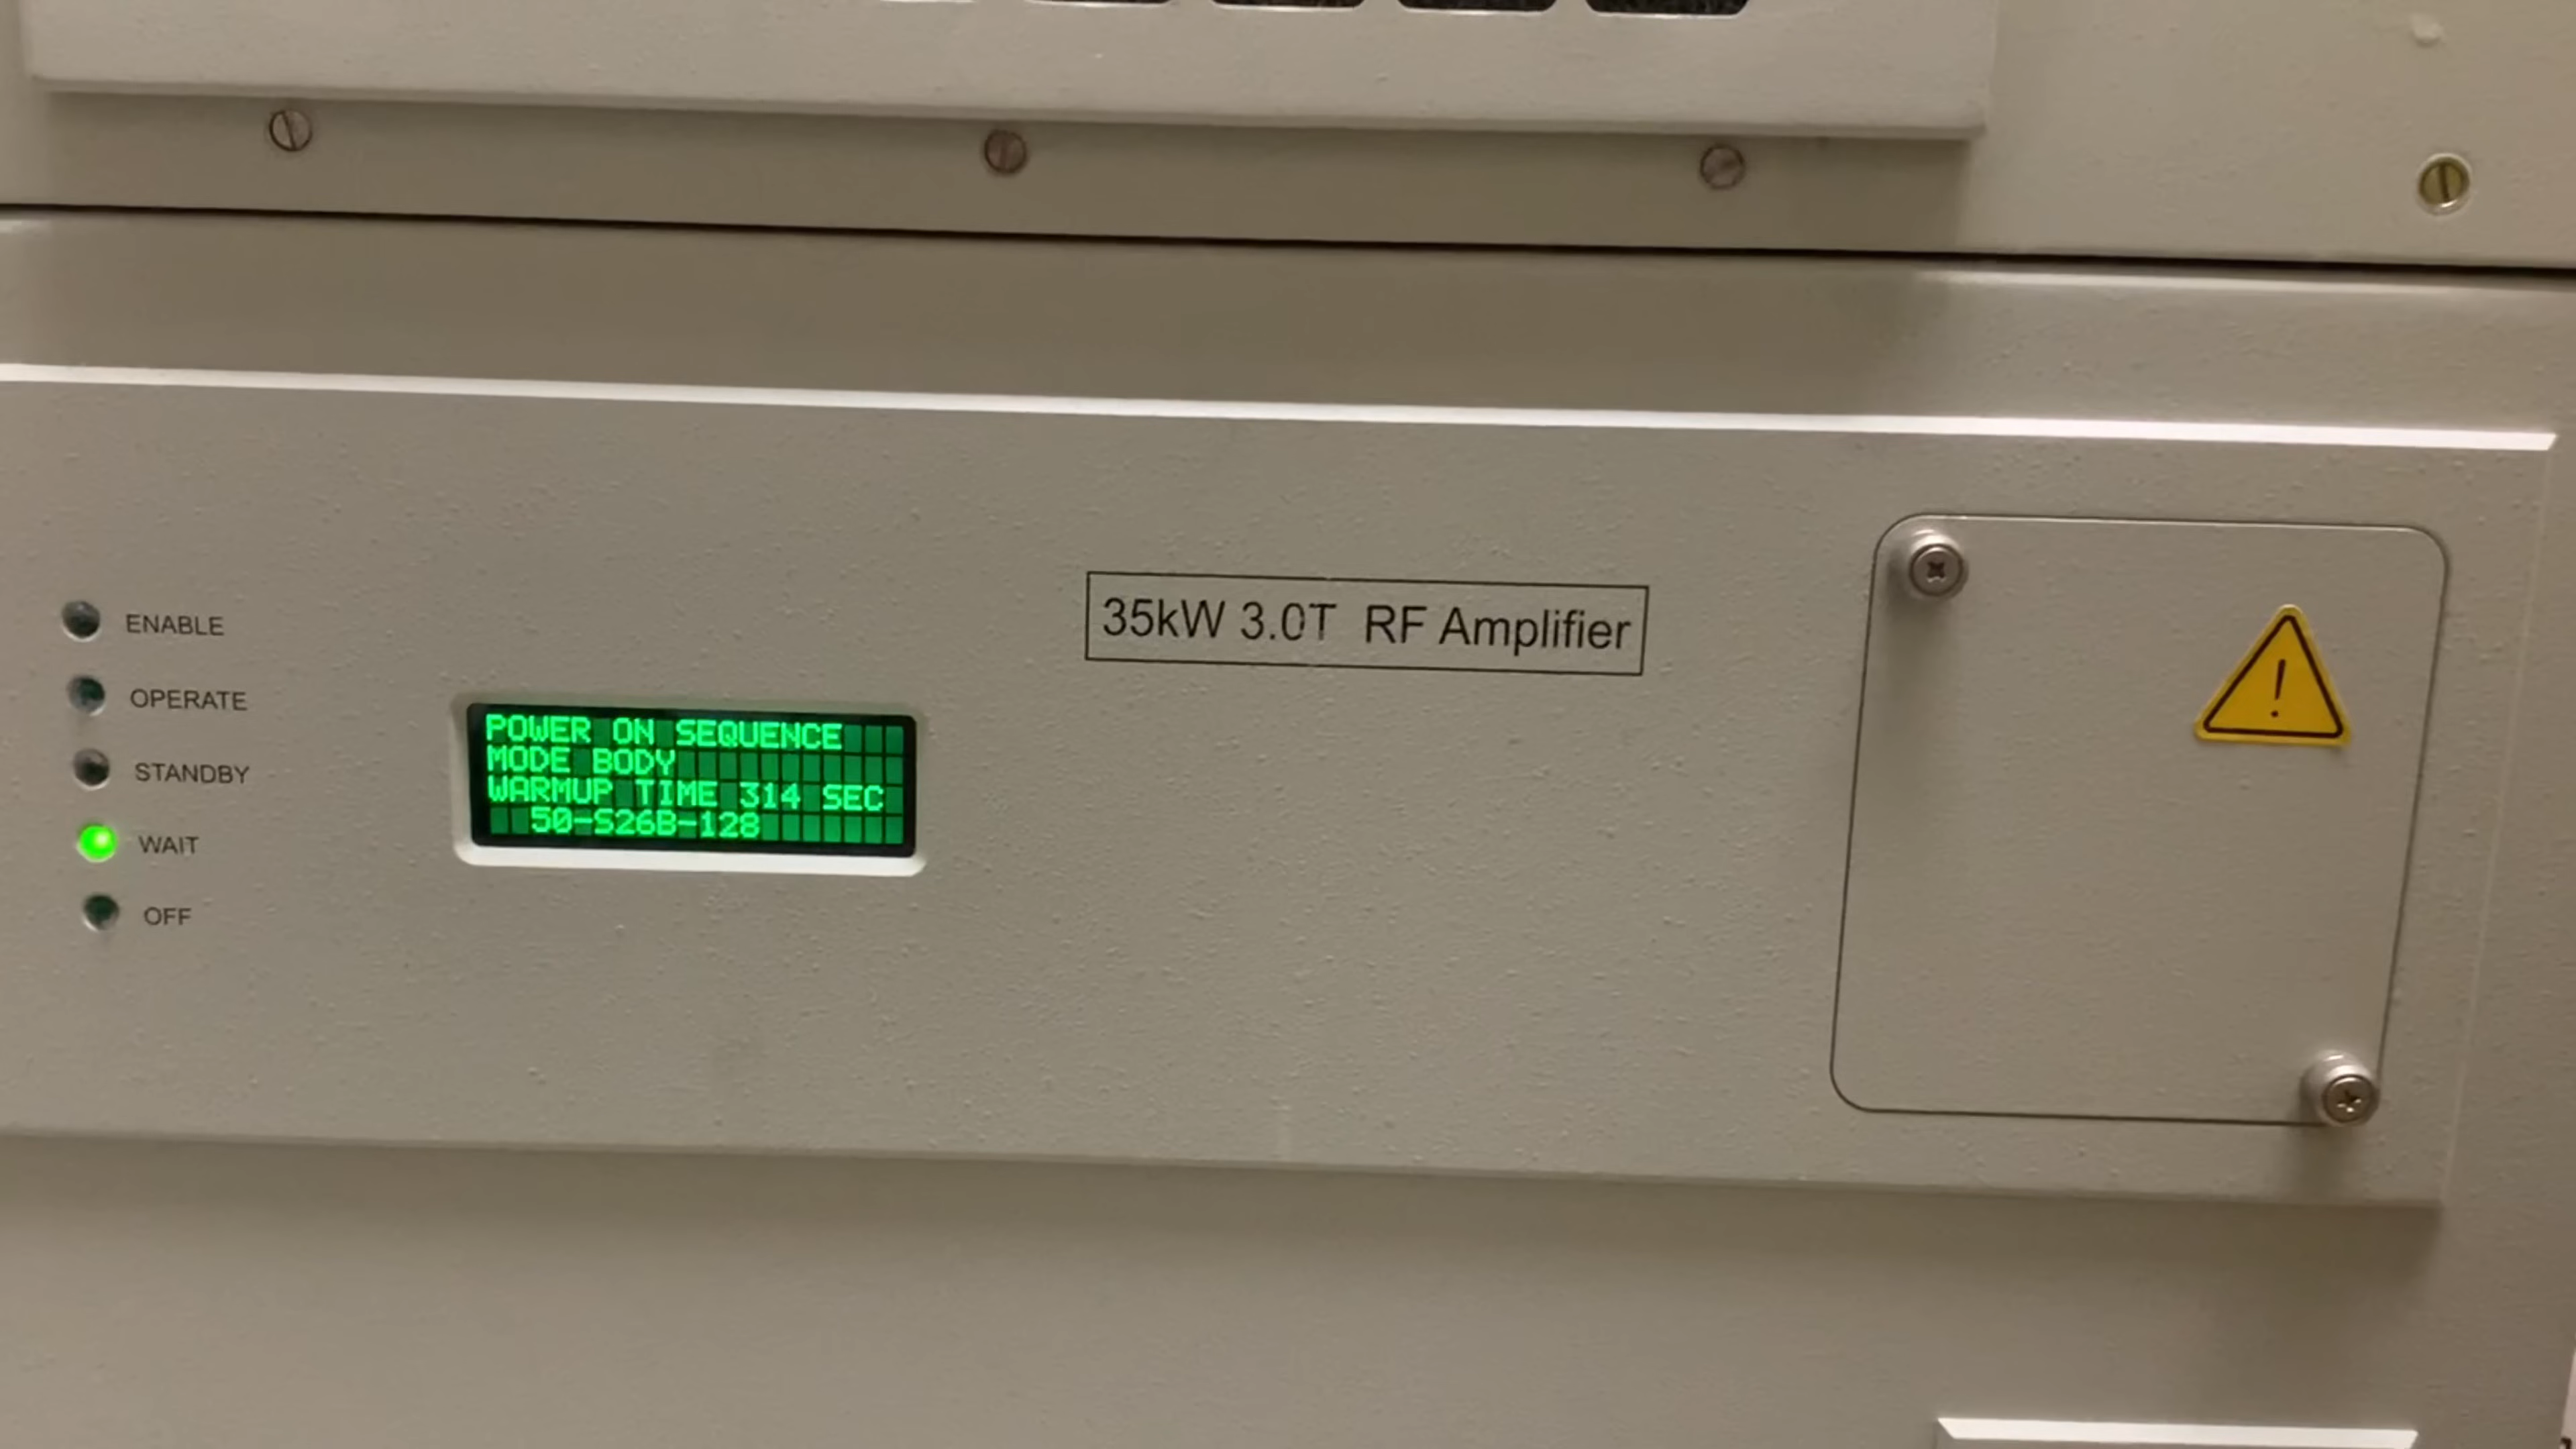 35kW 3.0T RF Amplifier
ENABLE
OPERATE
STANDBY
WAIT
OFF
POWER ON SEQUENCE
MODE BODY
WARMUP TIME 314 SEC
50-S26B-128
!